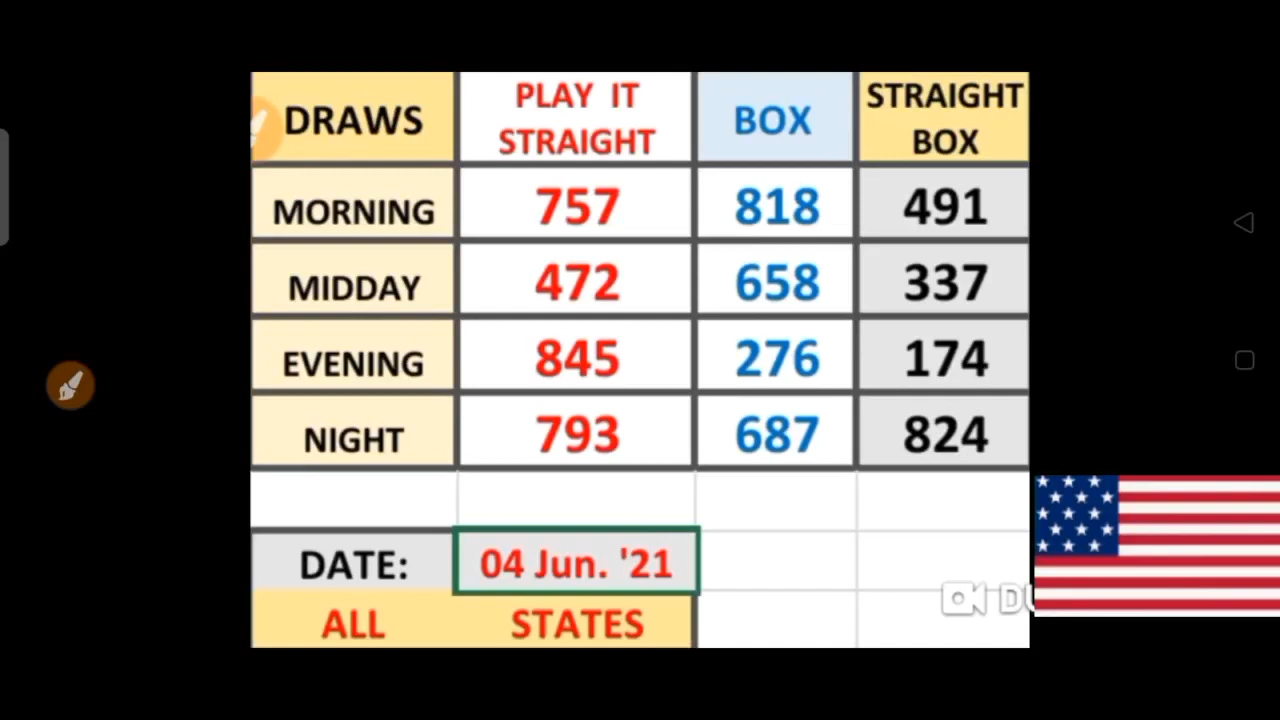 DRAWS PLAY IT STRAIGHT BOX STRAIGHT BOX
MORNING 757 818 491
MIDDAY 472 658 337
EVENING 845 276 174
NIGHT 793 687 824
DATE: 04 Jun. '21
ALL STATES